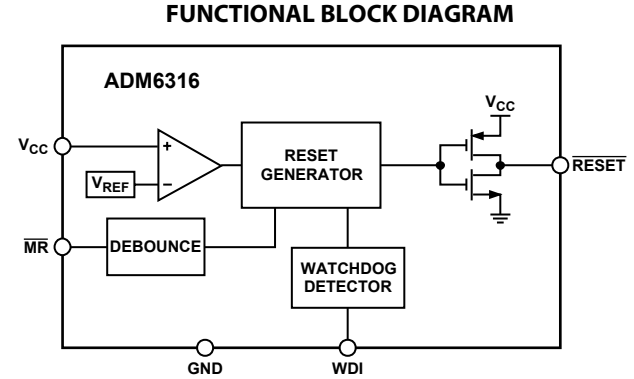 FUNCTIONAL BLOCK DIAGRAM
ADM6316
VCC
VCC
+
RESET
GENERATOR
RESET
VREF
−
MR
DEBOUNCE
WATCHDOG
DETECTOR
GND
WDI